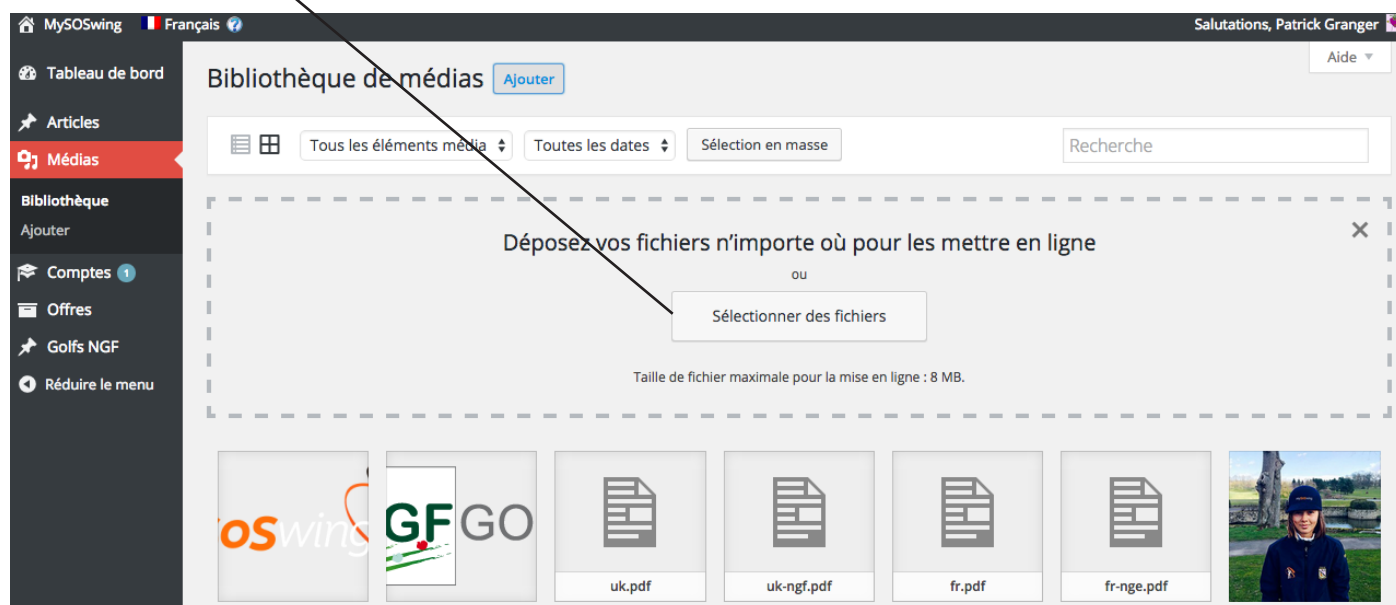 MySOSwing Français Salutations, Patrick Granger
Aide
Tableau de bord
Articles
Médias
Bibliothèque
Ajouter
Comptes 1
Offres
Golfs NGF
Réduire le menu
Bibliothèque de médias Ajouter
Tous les éléments média Toutes les dates Sélection en masse Recherche
Déposez vos fichiers n'importe où pour les mettre en ligne
ou
Sélectionner des fichiers
Taille de fichier maximale pour la mise en ligne : 8 MB.
oSwing
GF GO
uk.pdf uk-ngf.pdf fr.pdf fr-nge.pdf